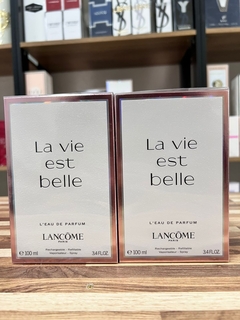 La vie
est
belle
L'EAU DE PARFUM
LANCÔME
PARIS
℮ 100 ml 3.4 FL.OZ
La vie
est
belle
L'EAU DE PARFUM
LANCÔME
PARIS
℮ 100 ml 3.4 FL.OZ